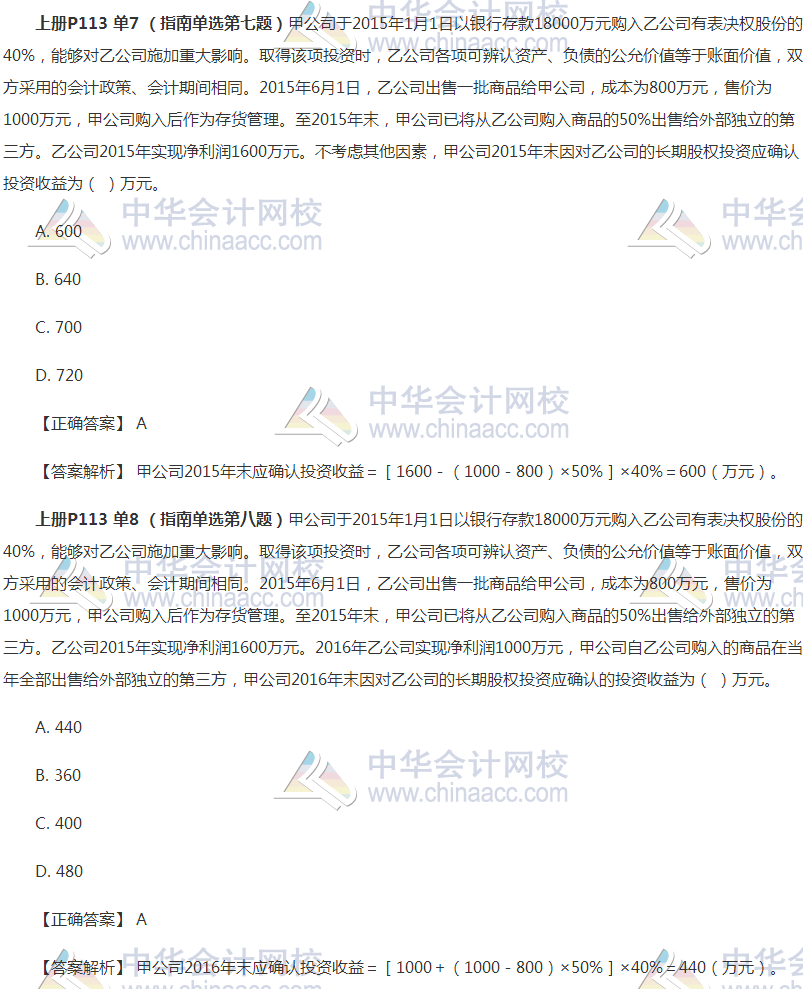 上册P113 单7 （指南单选第七题）甲公司于2015年1月1日以银行存款18000万元购入乙公司有表决权股份的
40%，能够对乙公司施加重大影响。取得该项投资时，乙公司各项可辨认资产、负债的公允价值等于账面价值，双
方采用的会计政策、会计期间相同。2015年6月1日，乙公司出售一批商品给甲公司，成本为800万元，售价为
1000万元，甲公司购入后作为存货管理。至2015年末，甲公司已将从乙公司购入商品的50%出售给外部独立的第
三方。乙公司2015年实现净利润1600万元。不考虑其他因素，甲公司2015年末因对乙公司的长期股权投资应确认
投资收益为（ ）万元。
中华会计网校
www.chinaacc.com
A. 600
B. 640
C. 700
D. 720
中华会计网校
www.chinaacc.com
【正确答案】 A
【答案解析】 甲公司2015年末应确认投资收益＝［1600－（1000－800）×50%］×40%＝600（万元）。
上册P113 单8 （指南单选第八题）甲公司于2015年1月1日以银行存款18000万元购入乙公司有表决权股份的
40%，能够对乙公司施加重大影响。取得该项投资时，乙公司各项可辨认资产、负债的公允价值等于账面价值，双
方采用的会计政策、会计期间相同。2015年6月1日，乙公司出售一批商品给甲公司，成本为800万元，售价为
1000万元，甲公司购入后作为存货管理。至2015年末，甲公司已将从乙公司购入商品的50%出售给外部独立的第
三方。乙公司2015年实现净利润1600万元。2016年乙公司实现净利润1000万元，甲公司自乙公司购入的商品在当
年全部出售给外部独立的第三方，甲公司2016年末因对乙公司的长期股权投资应确认的投资收益为（ ）万元。
A. 440
B. 360
中华会计网校
www.chinaacc.com
C. 400
D. 480
【正确答案】 A
【答案解析】 甲公司2016年末应确认投资收益＝［1000＋（1000－800）×50%］×40%＝440（万元）。